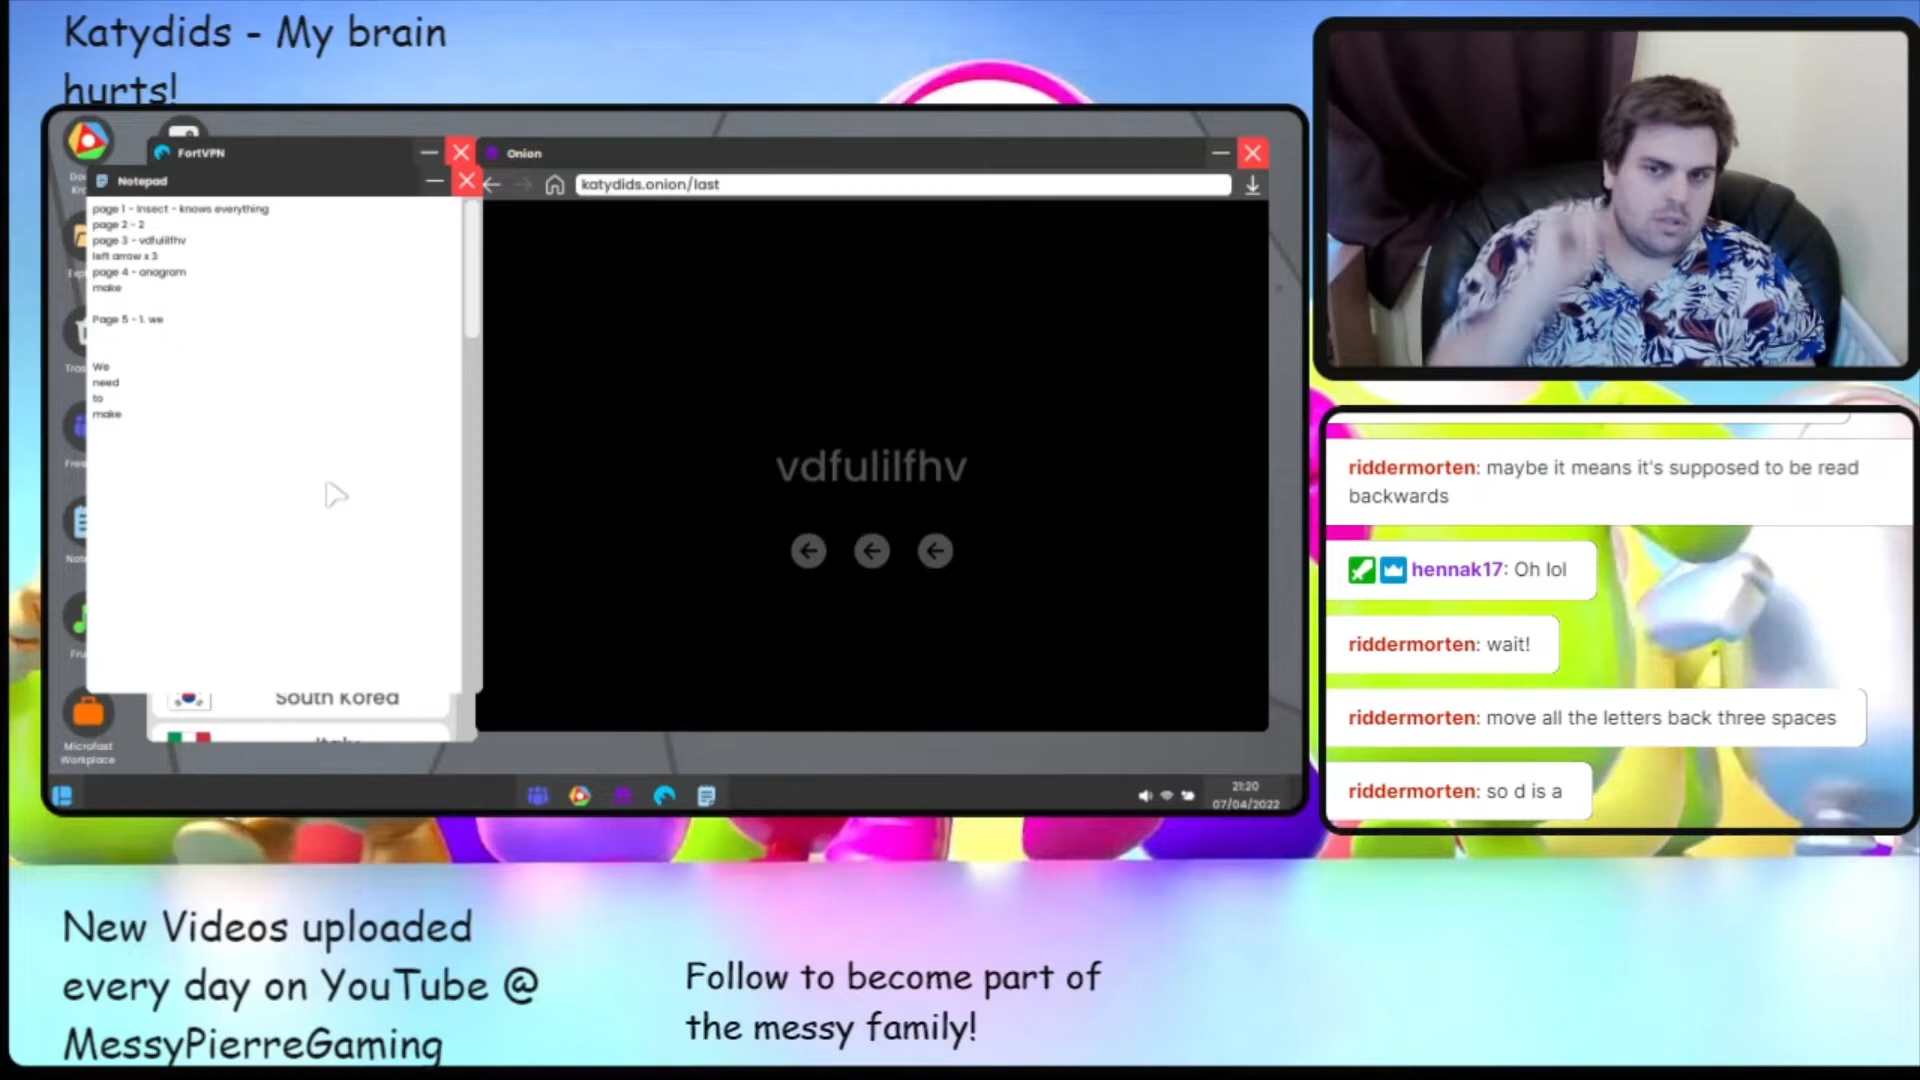 Katydids - My brain
hurts!
FortVPN
Onion
Notepad
katydids.onion/last
page 1 - Insect - knows everything
page 2 - 2
page 3 - vdfulilfhv
left arrow x 3
page 4 - anagram
make
Page 5 - 1. we
We
need
to
make
vdfulilfhv
South Korea
Italy
Microfast
Workplace
21:20
07/04/2022
riddermorten: maybe it means it's supposed to be read
backwards
hennak17: Oh lol
riddermorten: wait!
riddermorten: move all the letters back three spaces
riddermorten: so d is a
New Videos uploaded
every day on YouTube @
MessyPierreGaming
Follow to become part of
the messy family!